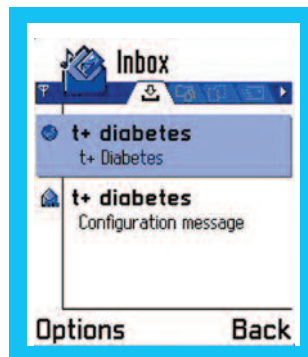 Inbox
t+ diabetes
t+ Diabetes
t+ diabetes
Configuration message
Options Back